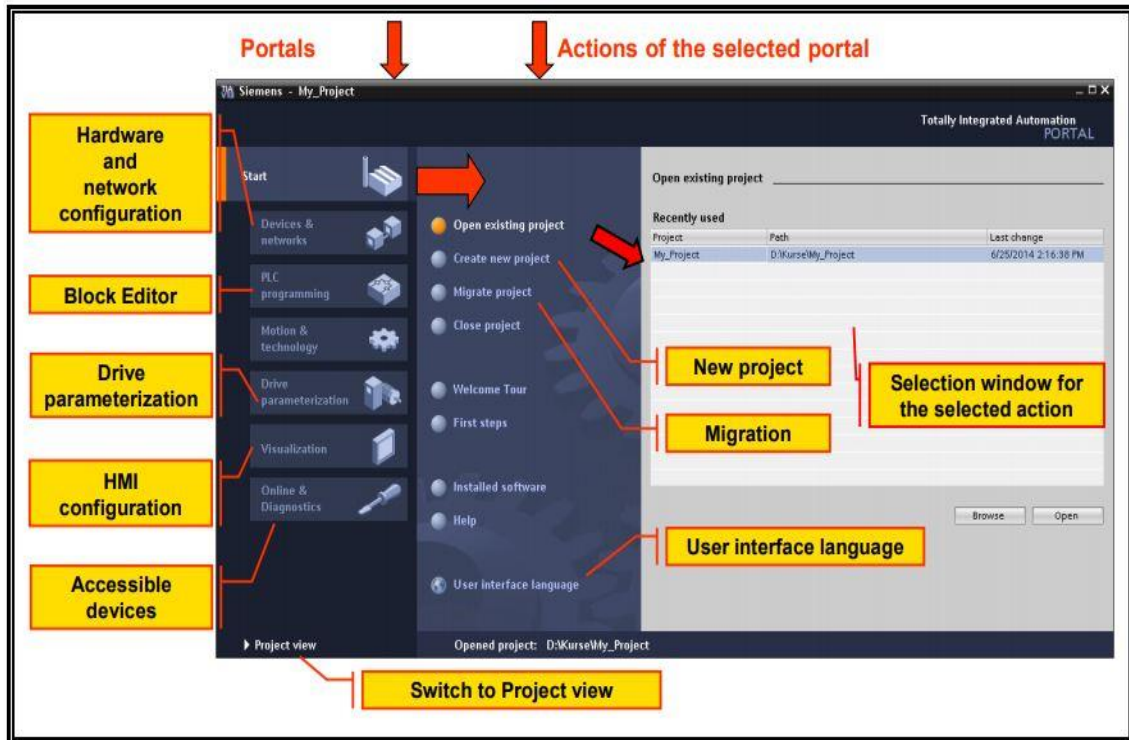 Portals
Actions of the selected portal
Siemens - My_Project
Totally Integrated Automation
PORTAL
Hardware
and
network
configuration
Block Editor
Drive
parameterization
HMI
configuration
Accessible
devices
Start
Devices &
networks
PLC
programming
Motion &
technology
Drive
parameterization
Visualization
Online &
Diagnostics
Project view
Open existing project
Create new project
Migrate project
Close project
Welcome Tour
First steps
Installed software
Help
User interface language
Opened project: D:\Kurse\My_Project
Open existing project
Recently used
Project Path Last change
My_Project D:\Kurse\My_Project 6/25/2014 2:16:38 PM
New project
Selection window for
the selected action
Migration
Browse Open
User interface language
Switch to Project view